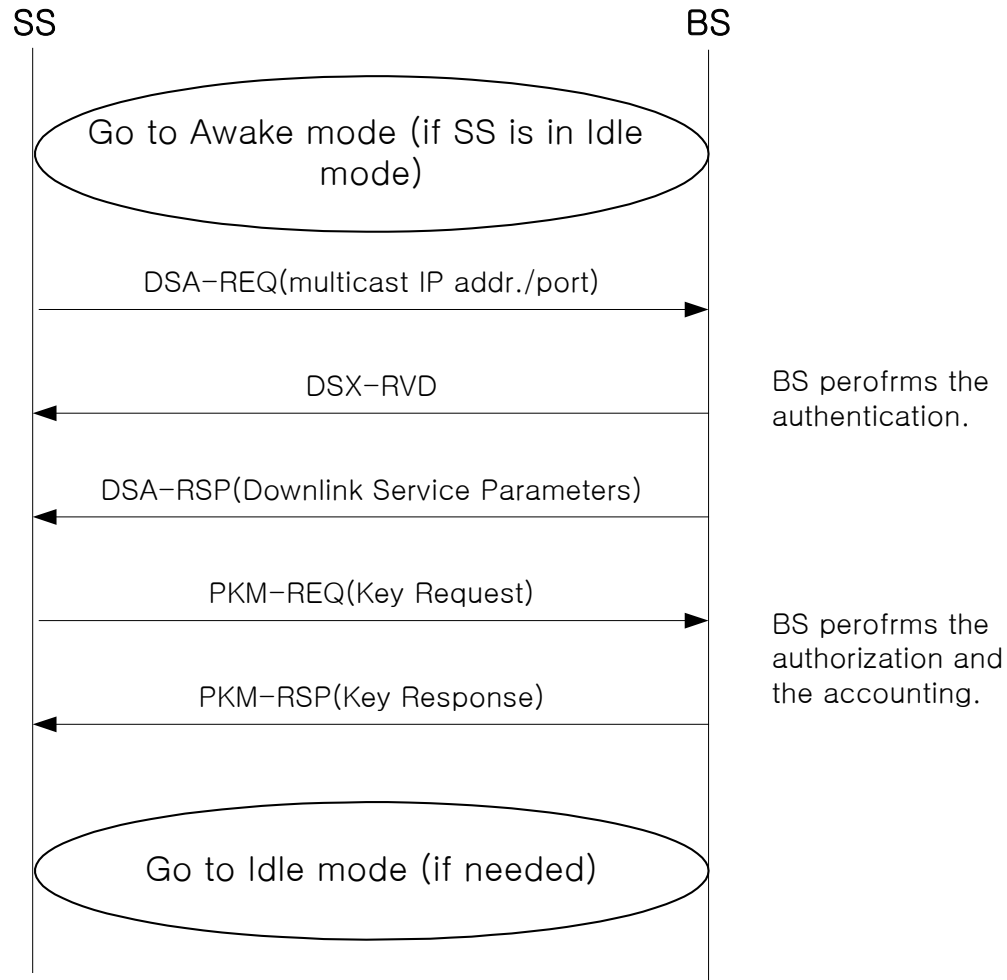 SS
BS
Go to Awake mode (if SS is in Idle
mode)
DSA-REQ(multicast IP addr./port)
DSX-RVD
BS perofrms the
authentication.
DSA-RSP(Downlink Service Parameters)
PKM-REQ(Key Request)
BS perofrms the
authorization and
the accounting.
PKM-RSP(Key Response)
Go to Idle mode (if needed)